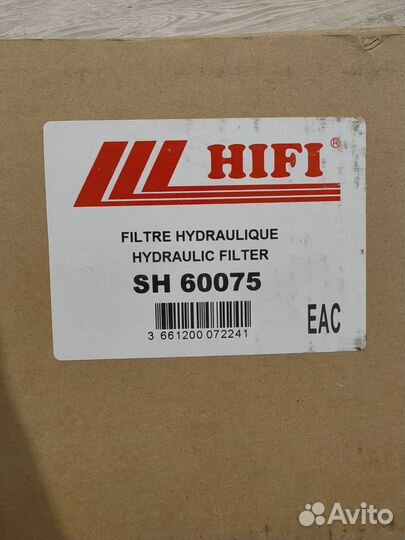 HIFI®
FILTRE HYDRAULIQUE
HYDRAULIC FILTER
SH 60075
3 661200 072241
EAC
Avito